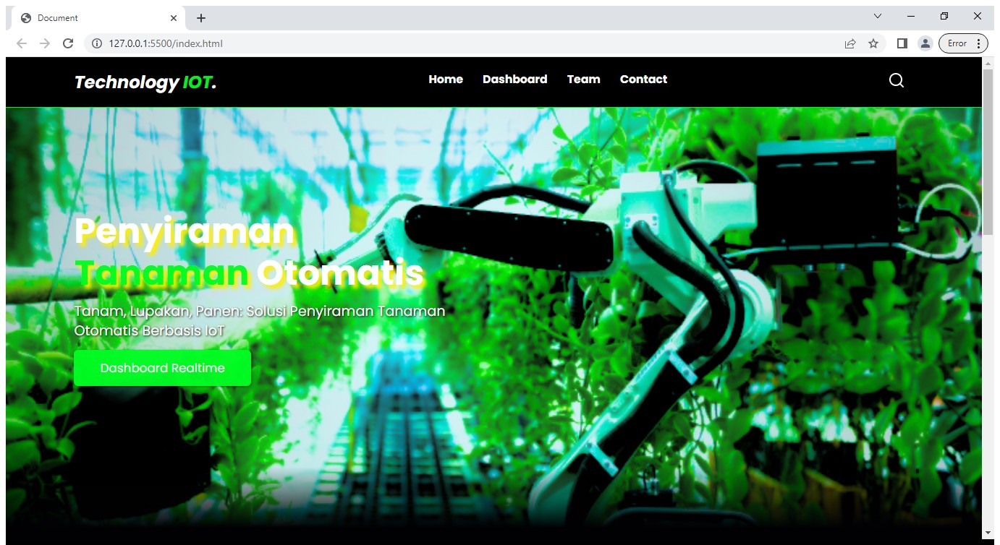 Document
127.0.0.1:5500/index.html
Error
Technology IOT.
Home Dashboard Team Contact
Penyiraman
Tanaman Otomatis
Tanam, Lupakan, Panen: Solusi Penyiraman Tanaman
Otomatis Berbasis IoT
Dashboard Realtime